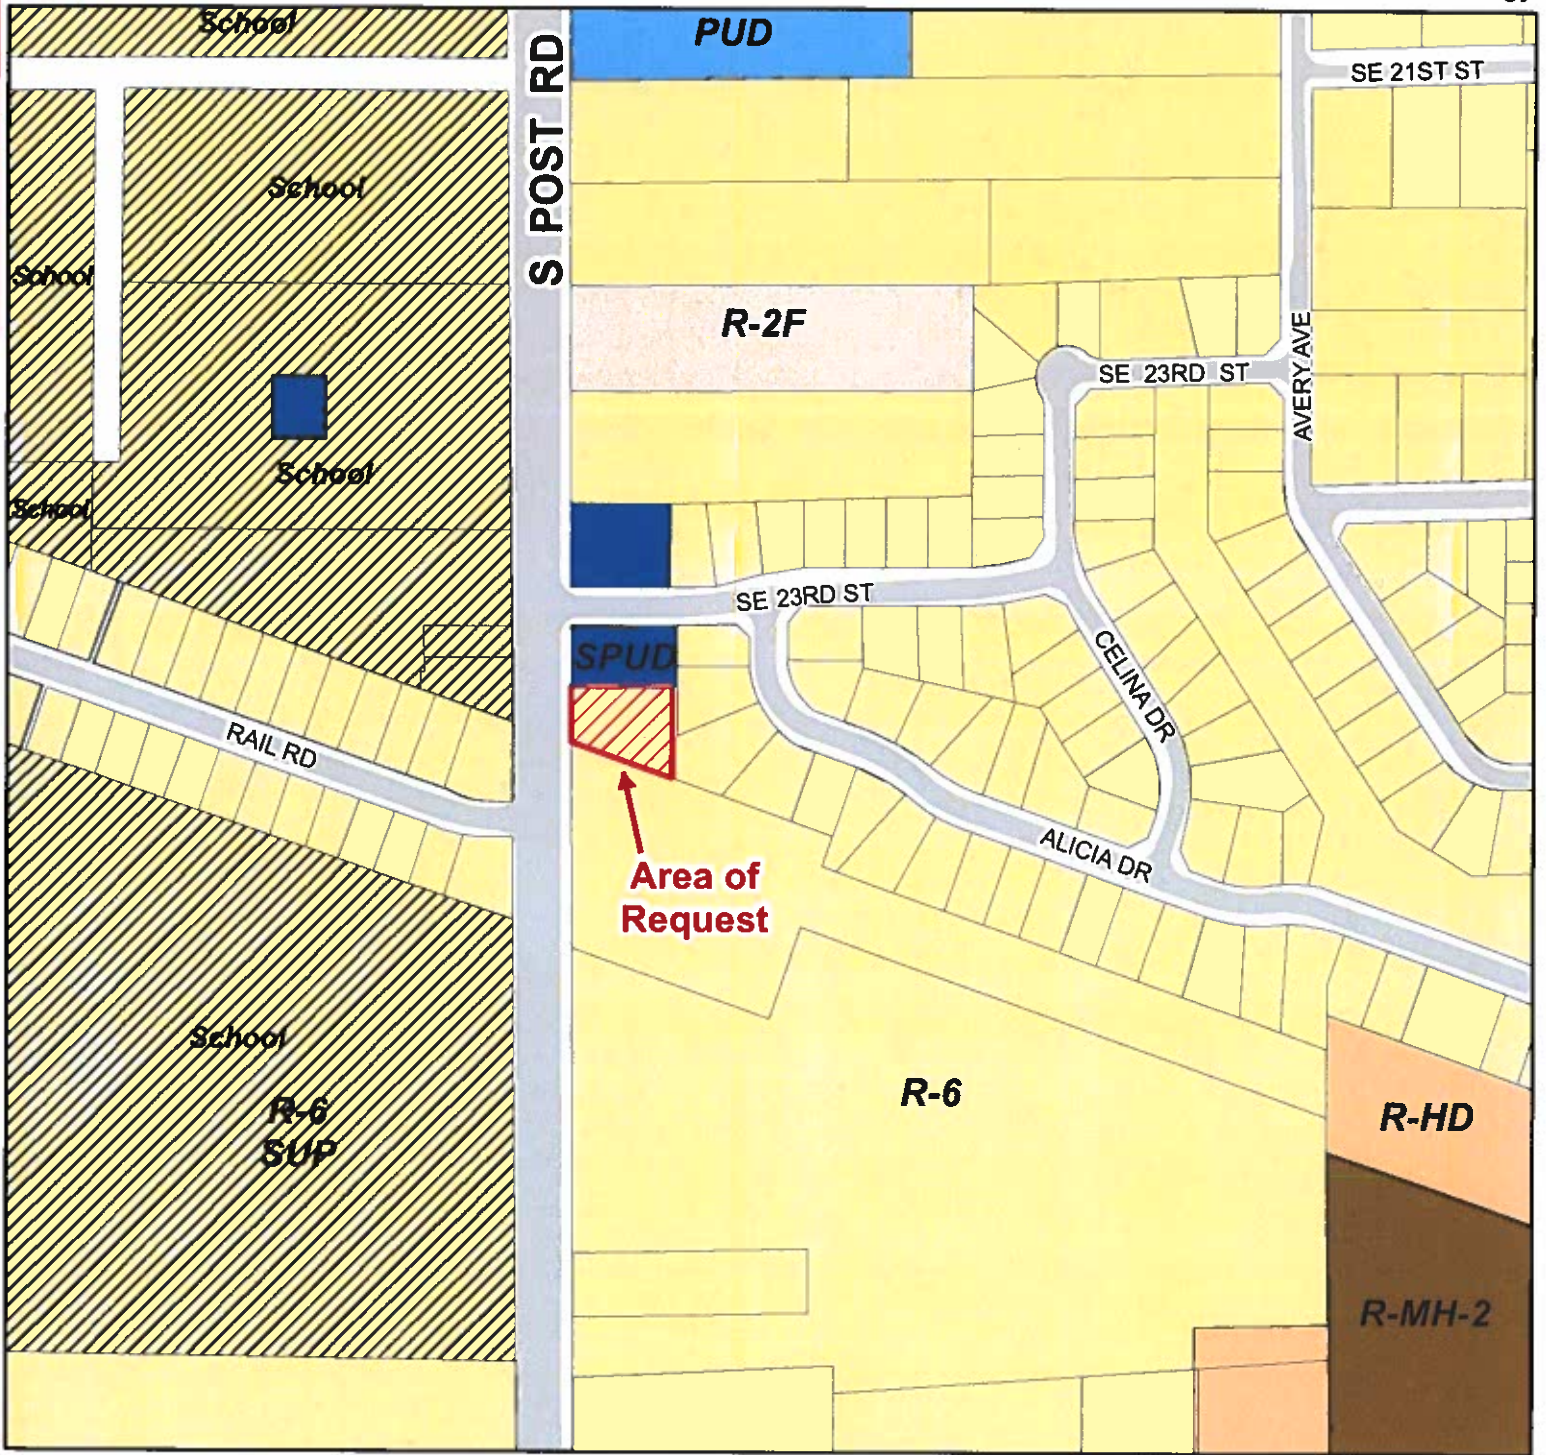 School
PUD
SE 21ST ST
S POST RD
School
School
R-2F
AVERY AVE
SE 23RD ST
School
School
SE 23RD ST
SPUD
CELINA DR
RAIL RD
ALICIA DR
Area of
Request
School
R-6
R-6
SUP
R-HD
R-MH-2